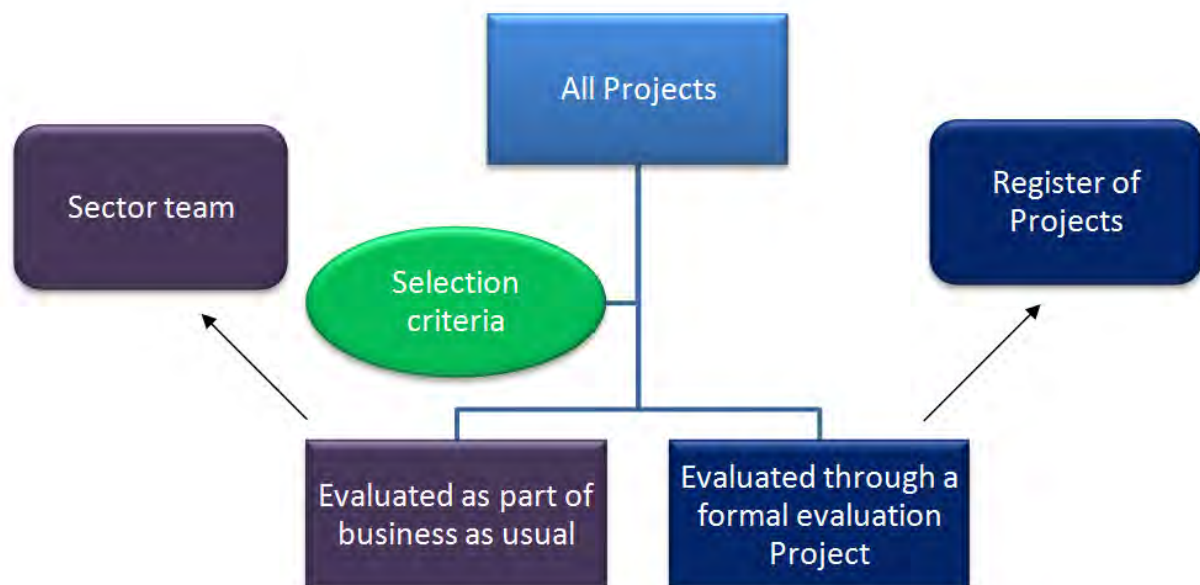 All Projects
Sector team
Register of
Projects
Selection
criteria
Evaluated as part of
business as usual
Evaluated through a
formal evaluation
Project